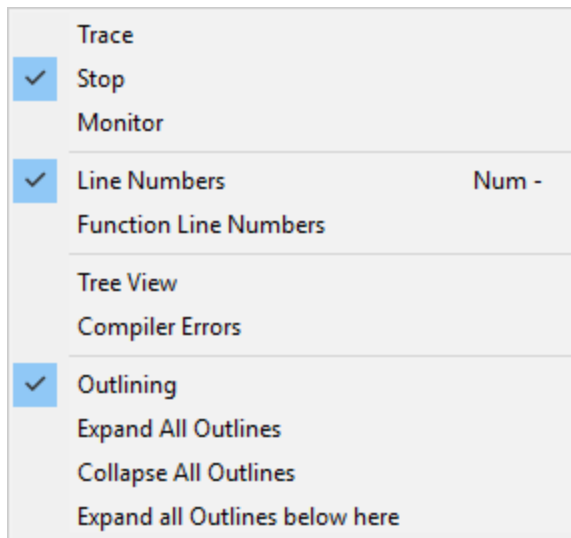 Trace
Stop
Monitor
Line Numbers Num -
Function Line Numbers
Tree View
Compiler Errors
Outlining
Expand All Outlines
Collapse All Outlines
Expand all Outlines below here